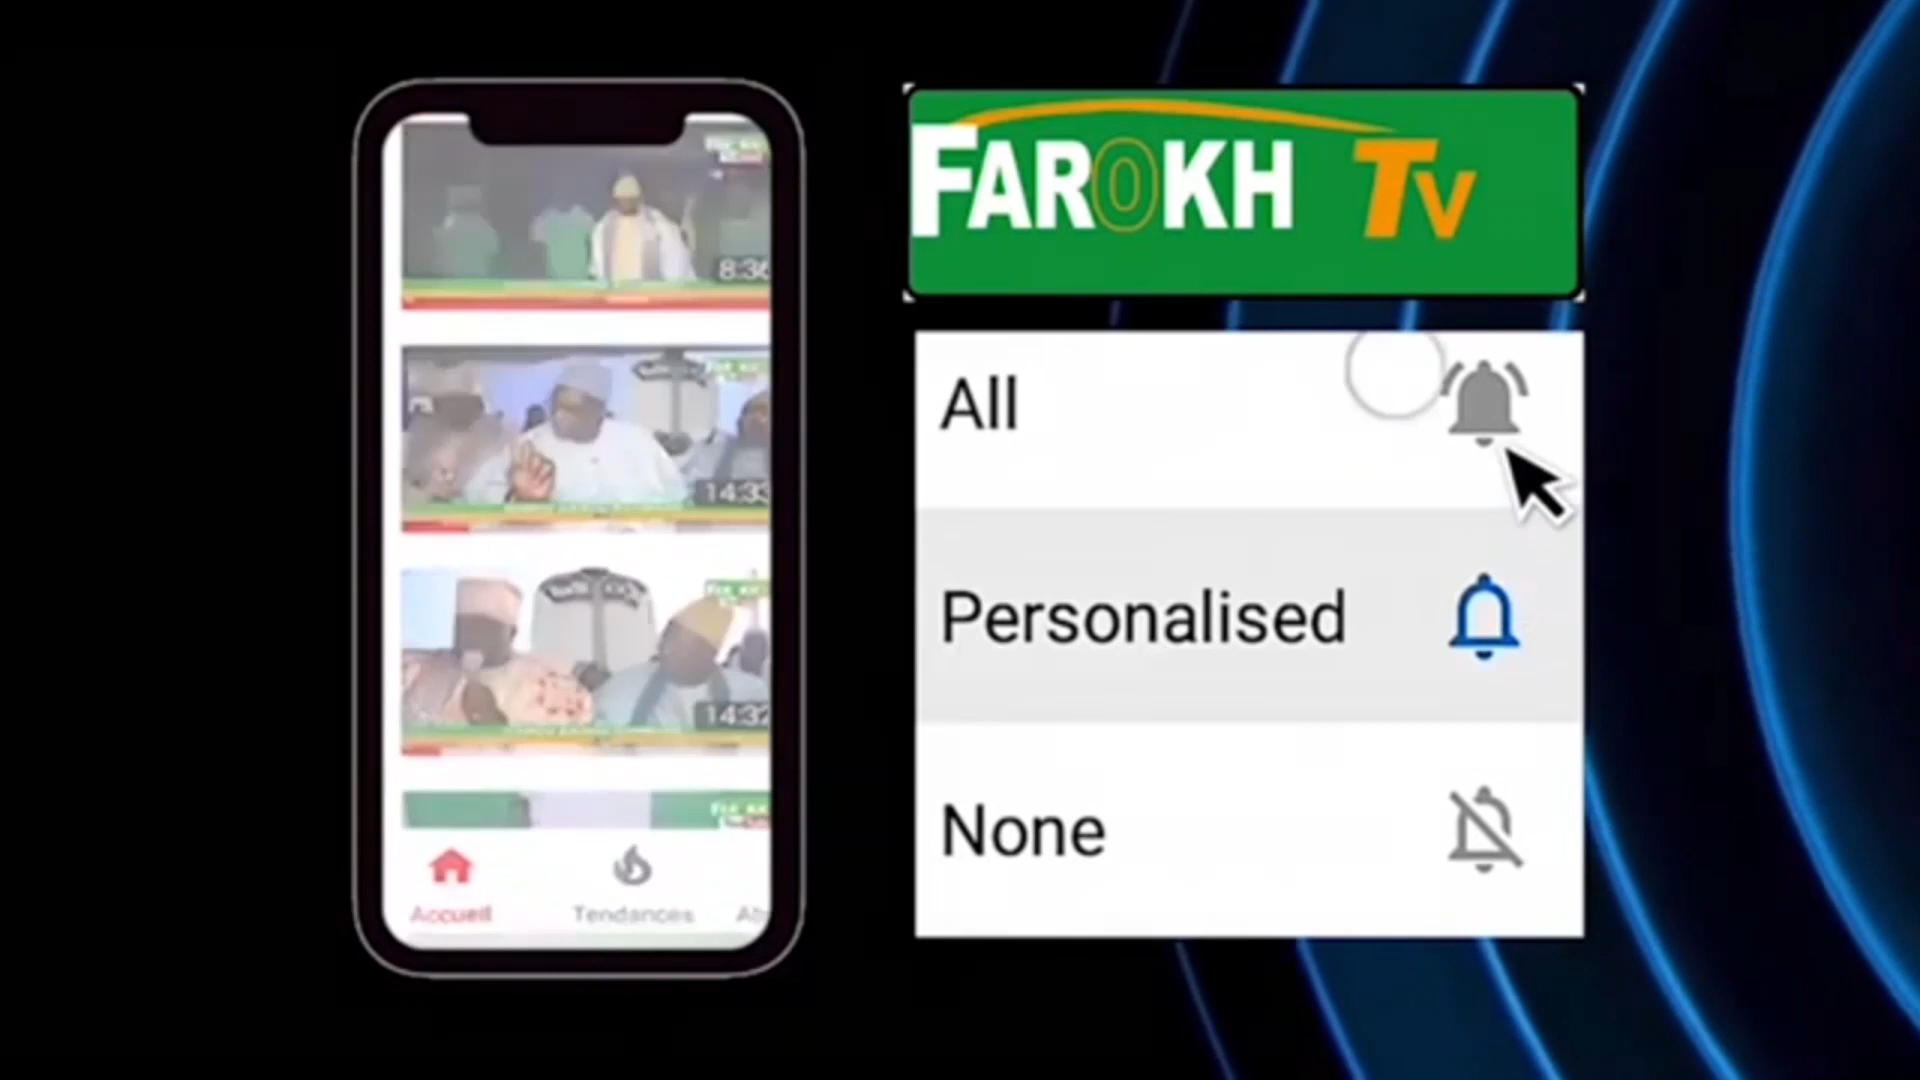 FAROKH TV
All
Personalised
None
8:36
14:33
14:32
Accueil
Tendances